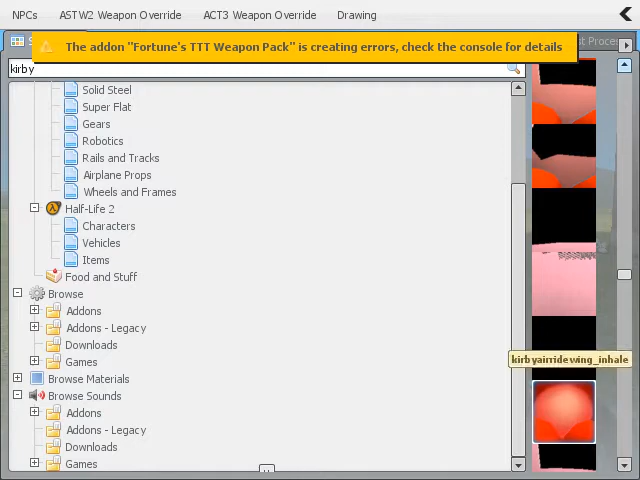 NPCs ASTW2 Weapon Override ACT3 Weapon Override Drawing
The addon "Fortune's TTT Weapon Pack" is creating errors, check the console for details
kirby
Solid Steel
Super Flat
Gears
Robotics
Rails and Tracks
Airplane Props
Wheels and Frames
Half-Life 2
Characters
Vehicles
Items
Food and Stuff
Browse
Addons
Addons - Legacy
Downloads
Games
kirbyairridewing_inhale
Browse Materials
Browse Sounds
Addons
Addons - Legacy
Downloads
Games